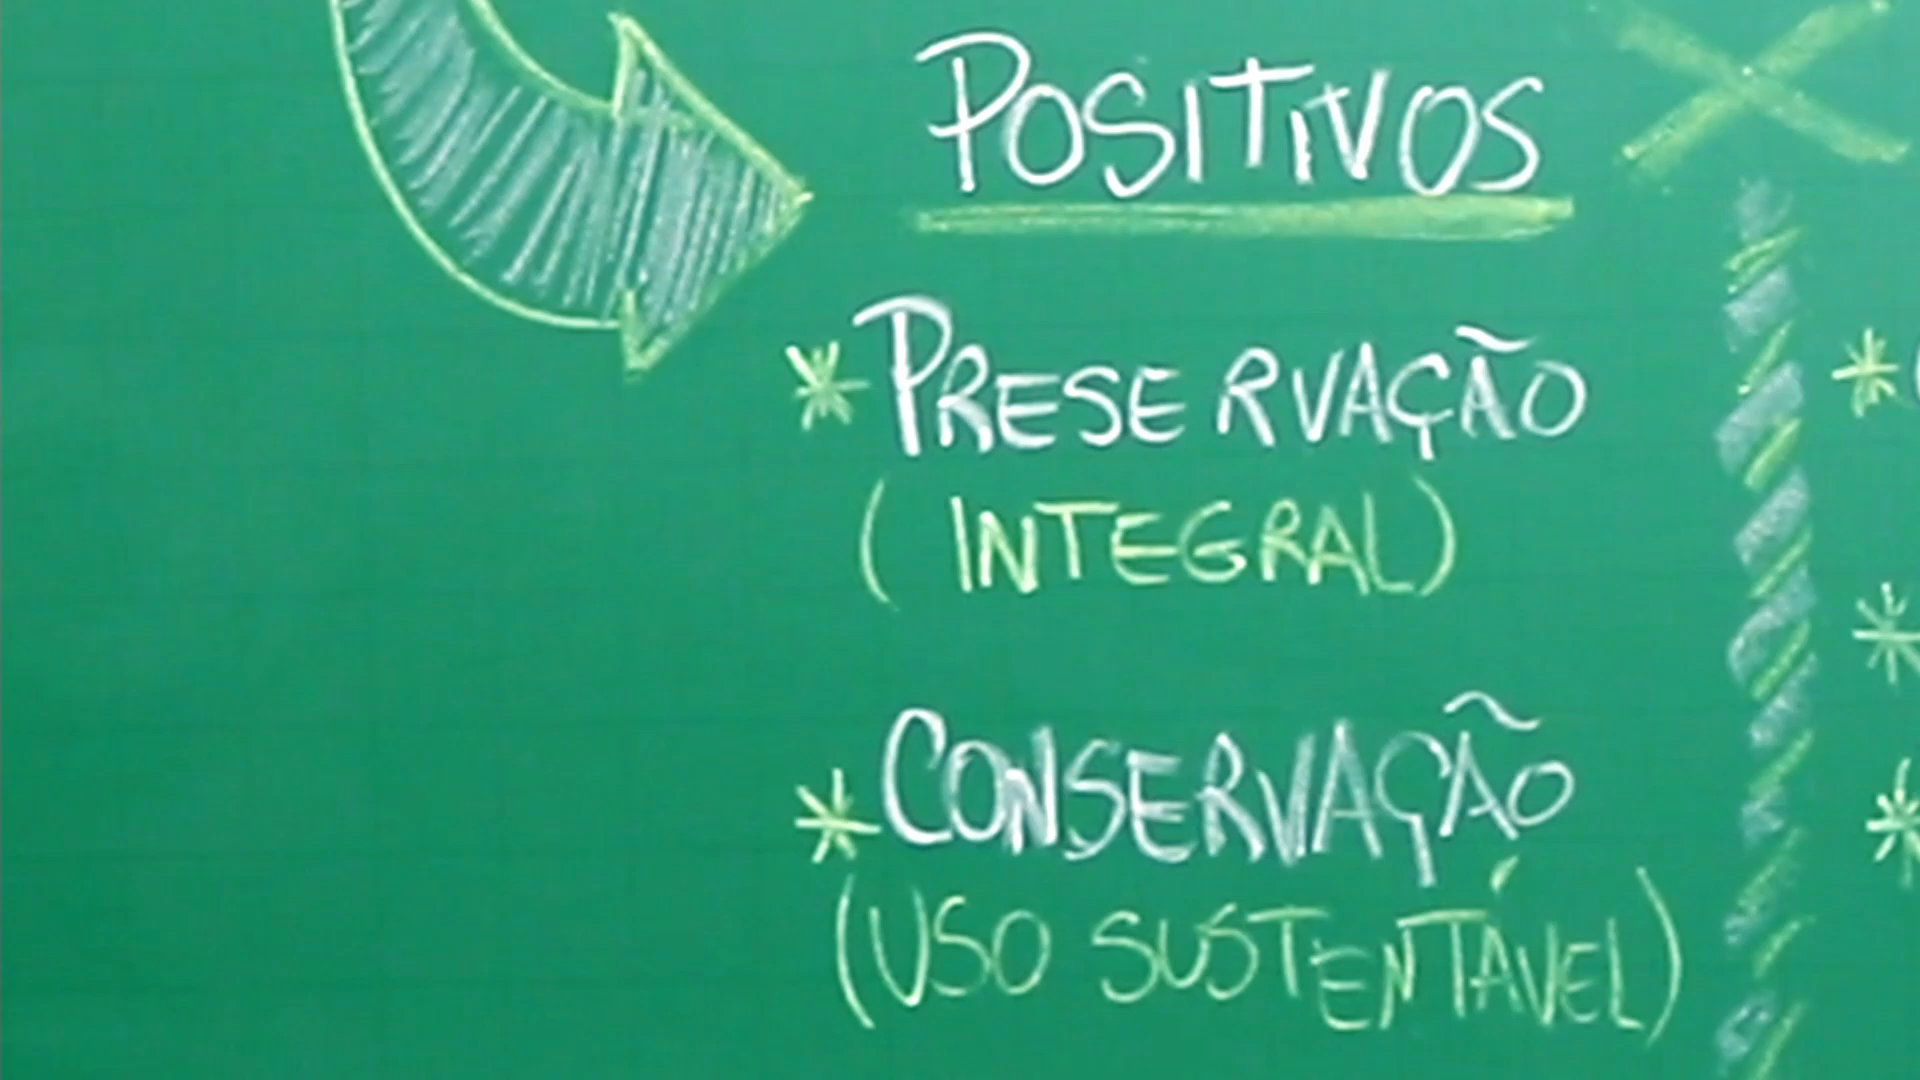 POSITIVOS
* PRESERVAÇÃO
( INTEGRAL)
* CONSERVAÇÃO
(USO SUSTENTÁVEL)